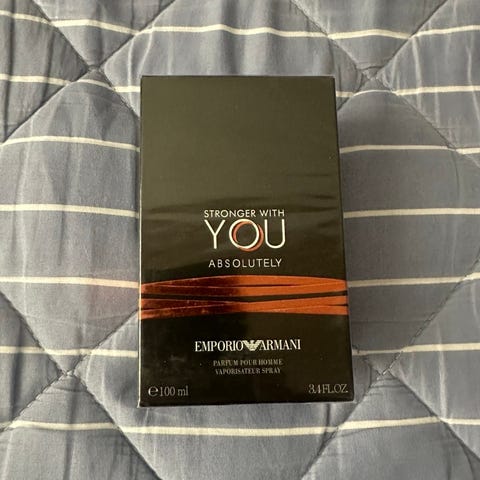 STRONGER WITH
YOU
ABSOLUTELY
EMPORIO ARMANI
PARFUM POUR HOMME
VAPORISATEUR SPRAY
℮100 ml 3.4 FL.OZ.